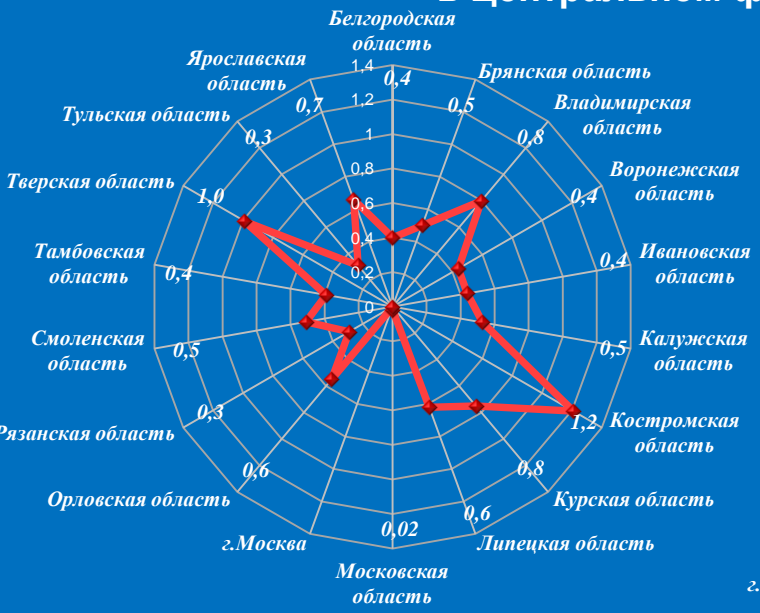 Белгородская
область
0,4
Брянская область
0,5
Владимирская
область
0,8
Воронежская
область
0,4
Ивановская
область
0,4
Калужская
область
0,5
Костромская
область
1,2
Курская область
0,8
Липецкая область
0,6
Московская
область
0,02
г.Москва
Орловская область
0,6
Рязанская область
0,3
Смоленская
область
0,5
Тамбовская
область
0,4
Тверская область
1,0
Тульская область
0,3
Ярославская
область
0,7
1,4
1,2
1
0,8
0,6
0,4
0,2
0
г.